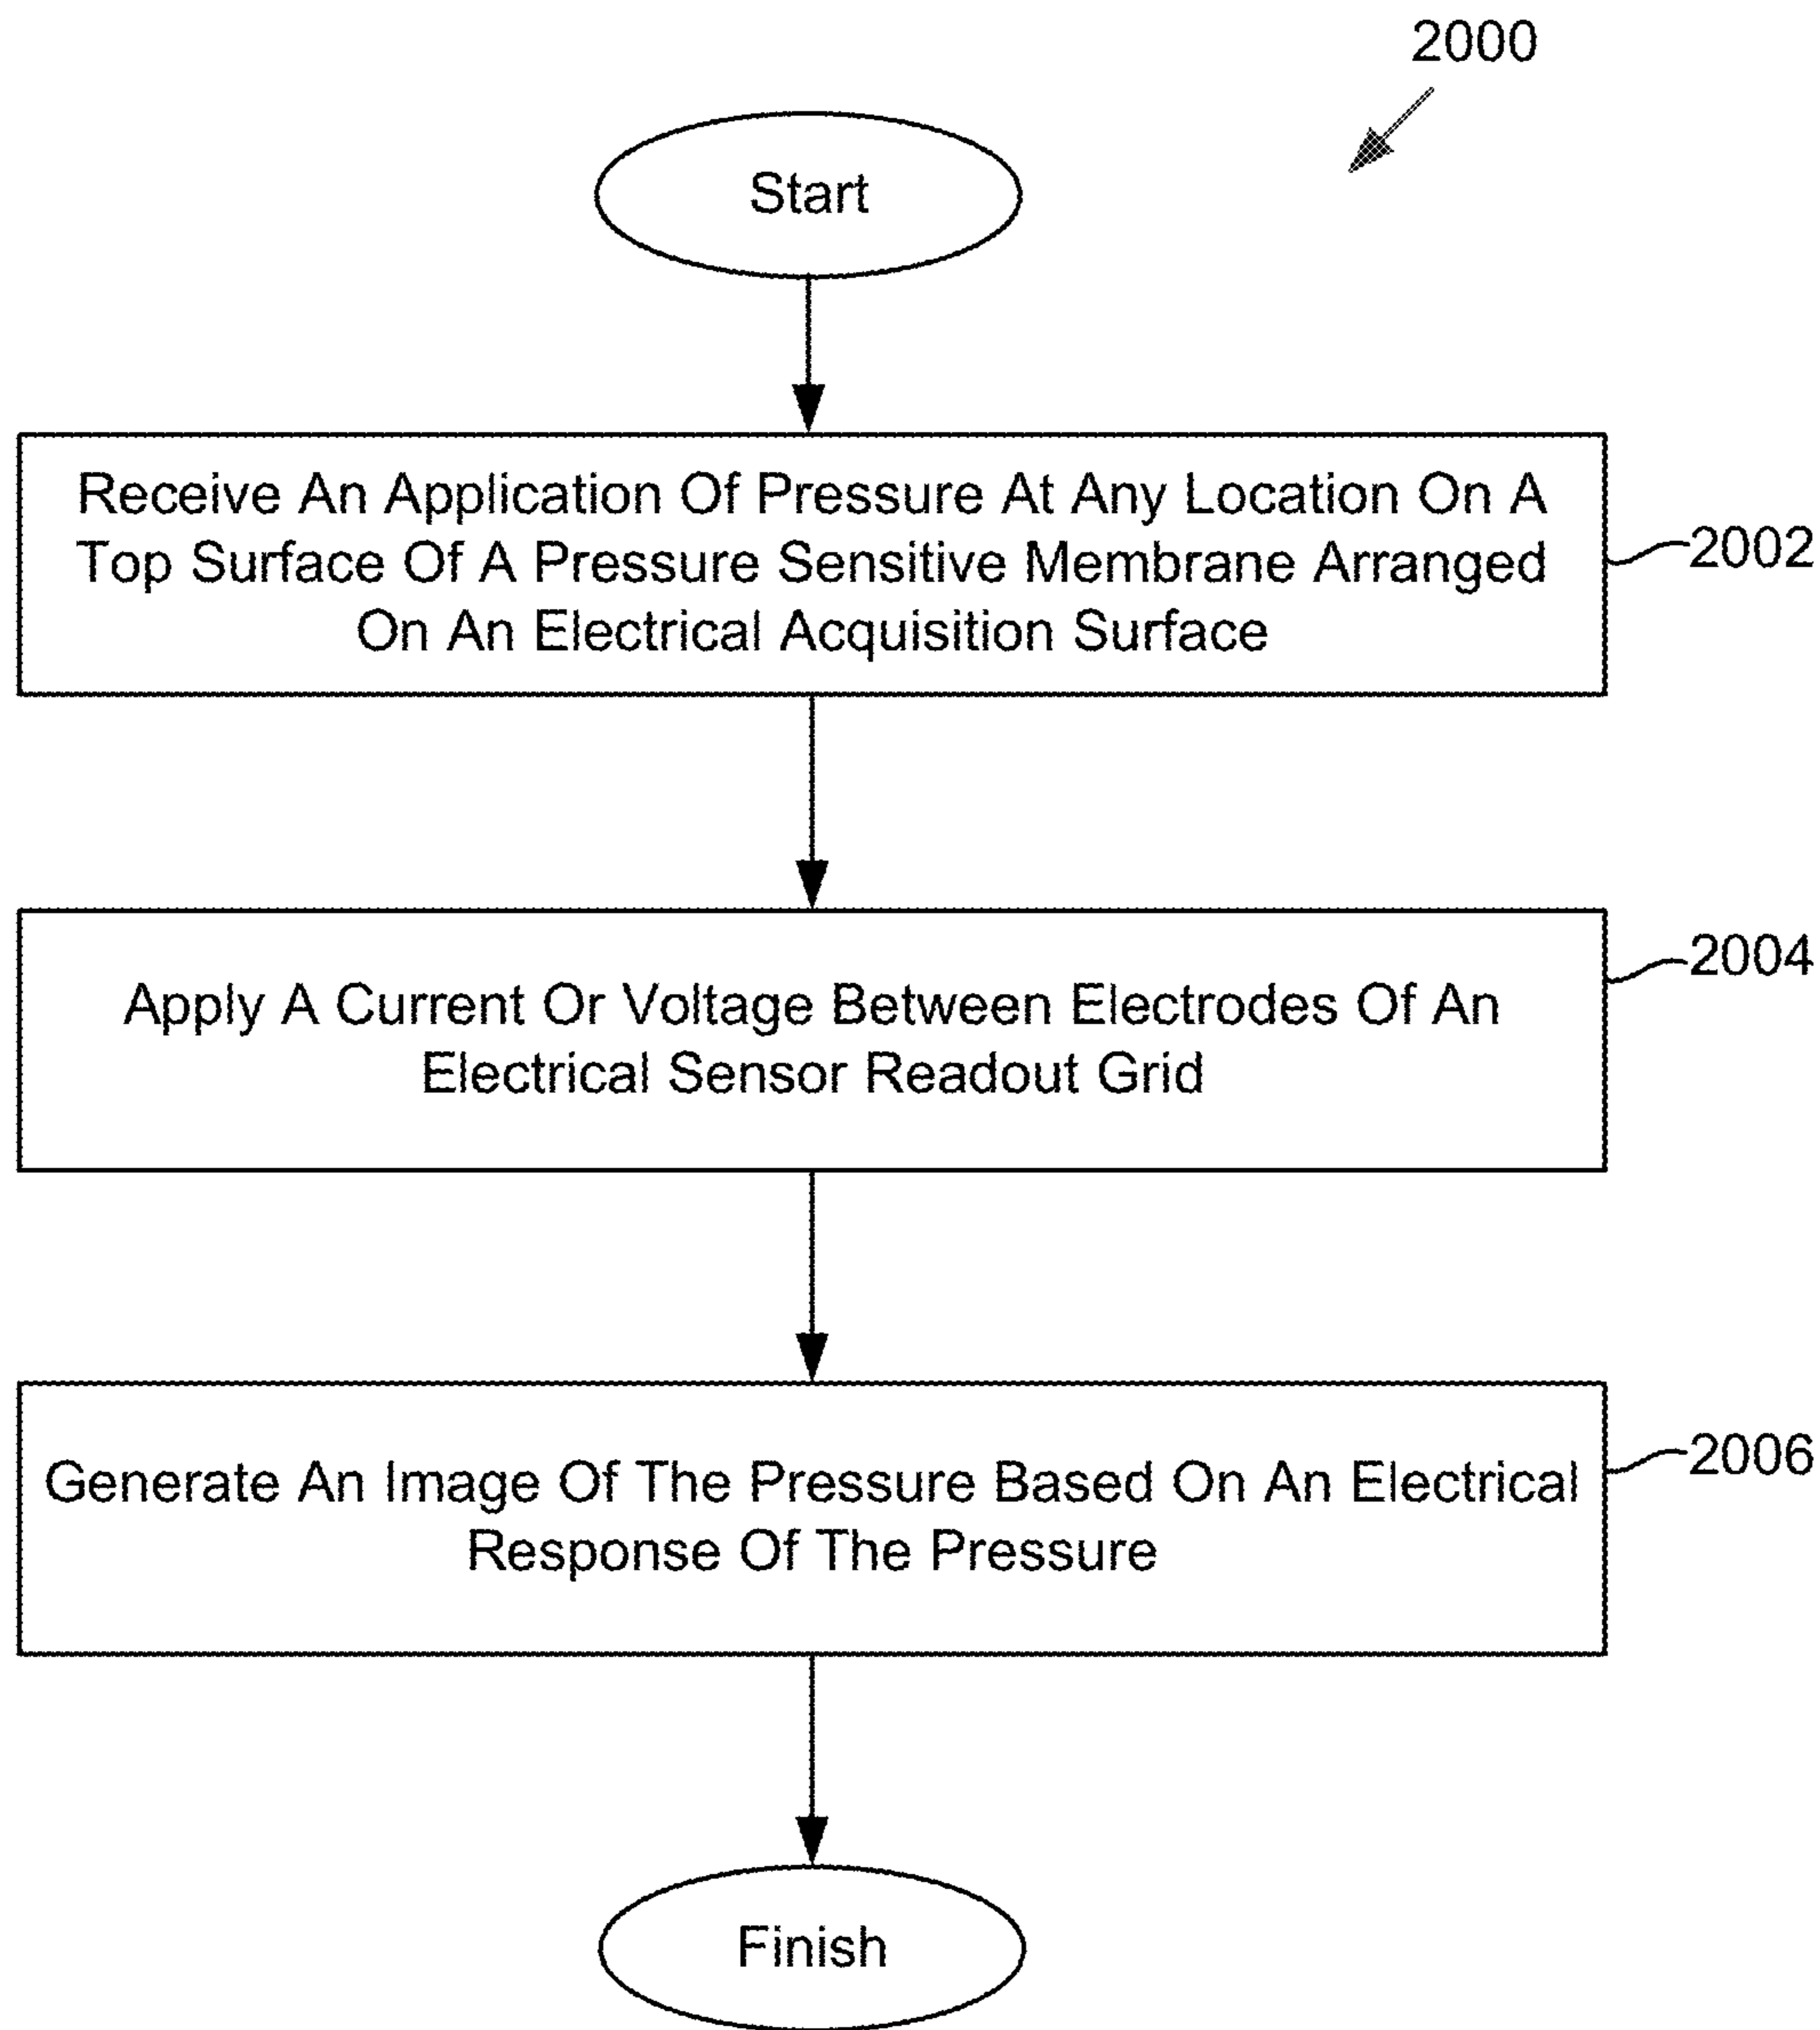 2000
Start
Receive An Application Of Pressure At Any Location On A
Top Surface Of A Pressure Sensitive Membrane Arranged
On An Electrical Acquisition Surface
2002
Apply A Current Or Voltage Between Electrodes Of An
Electrical Sensor Readout Grid
2004
Generate An Image Of The Pressure Based On An Electrical
Response Of The Pressure
2006
Finish